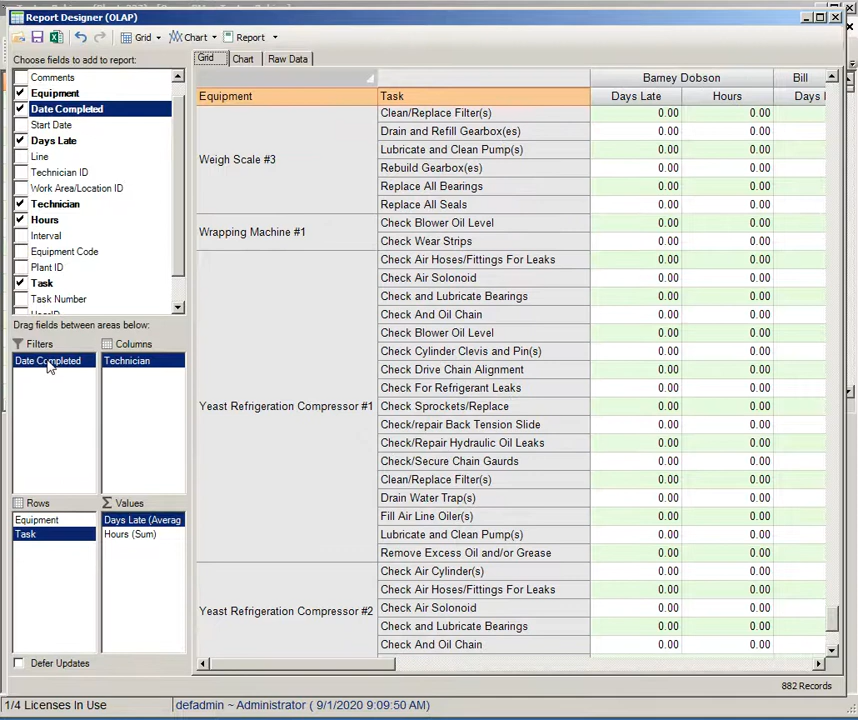 Report Designer (OLAP)
Grid Chart Report
Choose fields to add to report:
Comments
Equipment
Date Completed
Start Date
Days Late
Line
Technician ID
Work Area/Location ID
Technician
Hours
Interval
Equipment Code
Plant ID
Task
Task Number
Drag fields between areas below:
Filters Columns
Date Completed Technician
Rows Values
Equipment Days Late (Averag
Task Hours (Sum)
Defer Updates
Grid Chart Raw Data
Barney Dobson Bill
Equipment Task Days Late Hours Days l
Clean/Replace Filter(s) 0.00 0.00
Drain and Refill Gearbox(es) 0.00 0.00
Lubricate and Clean Pump(s) 0.00 0.00
Weigh Scale #3
Rebuild Gearbox(es) 0.00 0.00
Replace All Bearings 0.00 0.00
Replace All Seals 0.00 0.00
Check Blower Oil Level 0.00 0.00
Wrapping Machine #1
Check Wear Strips 0.00 0.00
Check Air Hoses/Fittings For Leaks 0.00 0.00
Check Air Solonoid 0.00 0.00
Check and Lubricate Bearings 0.00 0.00
Check And Oil Chain 0.00 0.00
Check Blower Oil Level 0.00 0.00
Check Cylinder Clevis and Pin(s) 0.00 0.00
Check Drive Chain Alignment 0.00 0.00
Check For Refrigerant Leaks 0.00 0.00
Yeast Refrigeration Compressor #1 Check Sprockets/Replace 0.00 0.00
Check/repair Back Tension Slide 0.00 0.00
Check/Repair Hydraulic Oil Leaks 0.00 0.00
Check/Secure Chain Gaurds 0.00 0.00
Clean/Replace Filter(s) 0.00 0.00
Drain Water Trap(s) 0.00 0.00
Fill Air Line Oiler(s) 0.00 0.00
Lubricate and Clean Pump(s) 0.00 0.00
Remove Excess Oil and/or Grease 0.00 0.00
Check Air Cylinder(s) 0.00 0.00
Check Air Hoses/Fittings For Leaks 0.00 0.00
Yeast Refrigeration Compressor #2 Check Air Solonoid 0.00 0.00
Check and Lubricate Bearings 0.00 0.00
Check And Oil Chain 0.00 0.00
882 Records
1/4 Licenses In Use defadmin ~ Administrator ( 9/1/2020 9:09:50 AM)